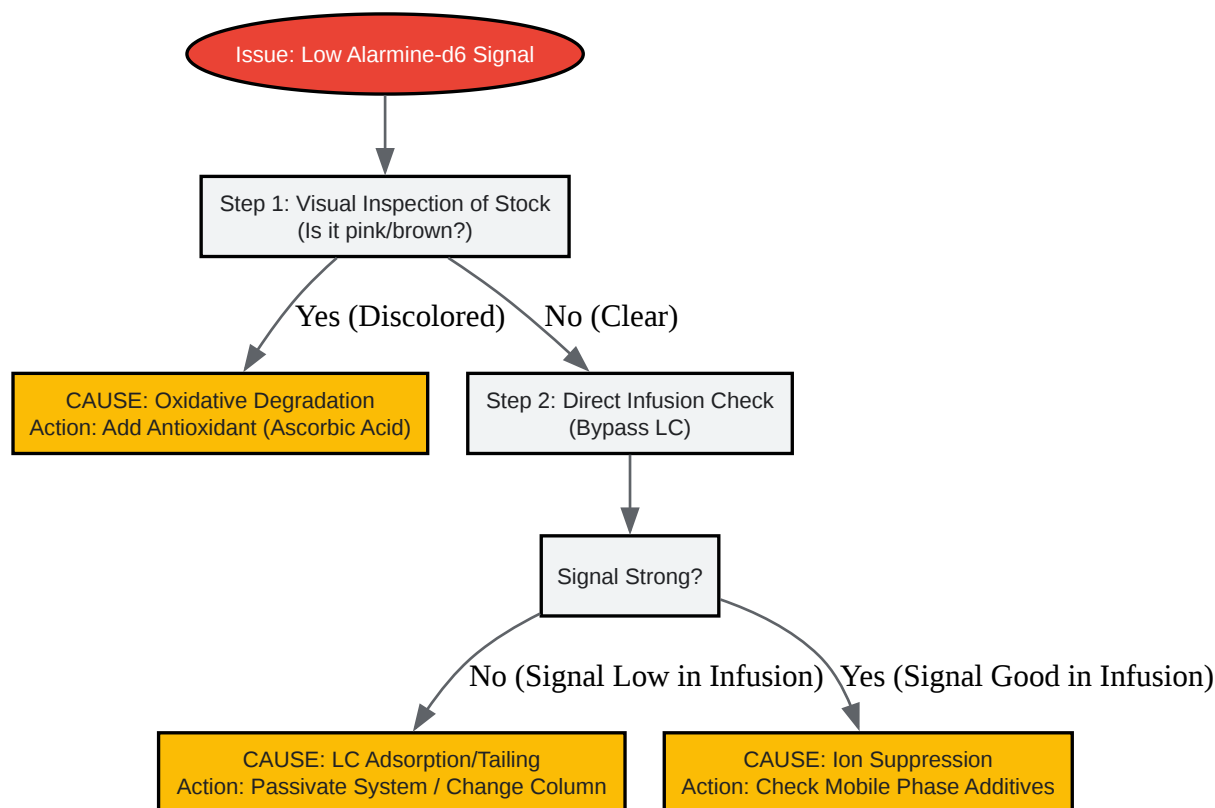 Issue: Low Alarmine-d6 Signal
Step 1: Visual Inspection of Stock
(Is it pink/brown?)
Yes (Discolored)
No (Clear)
CAUSE: Oxidative Degradation
Action: Add Antioxidant (Ascorbic Acid)
Step 2: Direct Infusion Check
(Bypass LC)
Signal Strong?
No (Signal Low in Infusion)
Yes (Signal Good in Infusion)
CAUSE: LC Adsorption/Tailing
Action: Passivate System / Change Column
CAUSE: Ion Suppression
Action: Check Mobile Phase Additives